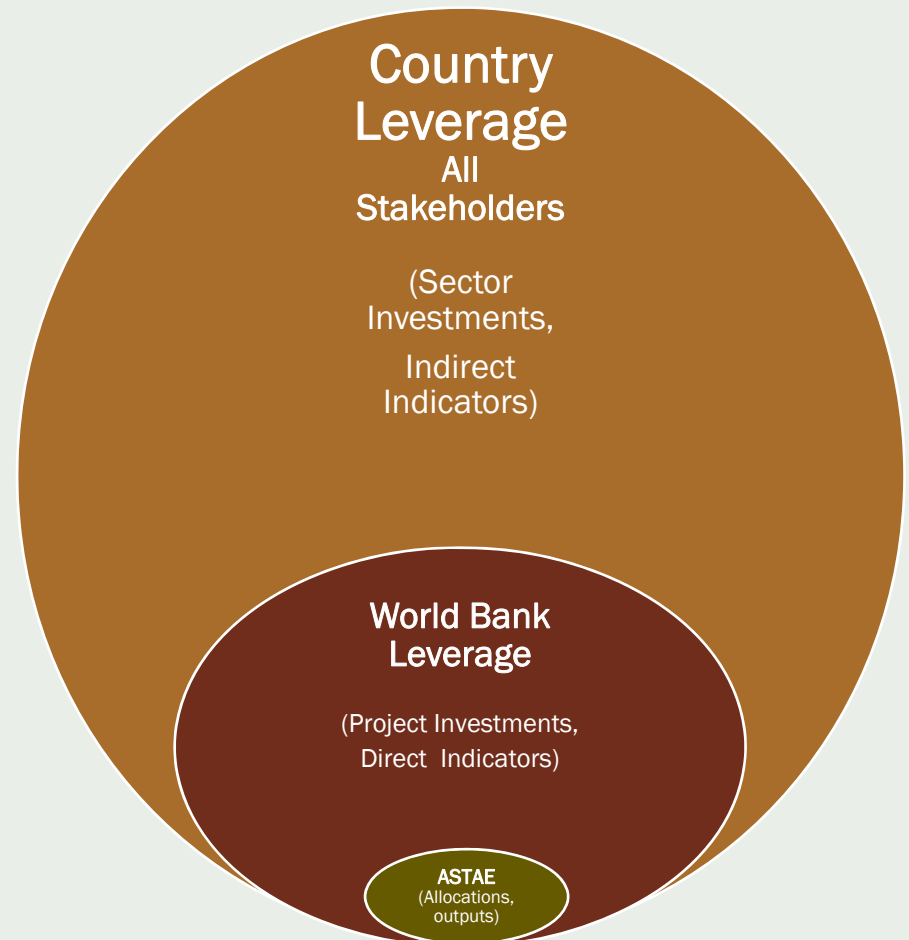 Country
Leverage
All
Stakeholders
(Sector
Investments,
Indirect
Indicators)
World Bank
Leverage
(Project Investments,
Direct  Indicators)
ASTAE
(Allocations,
outputs)